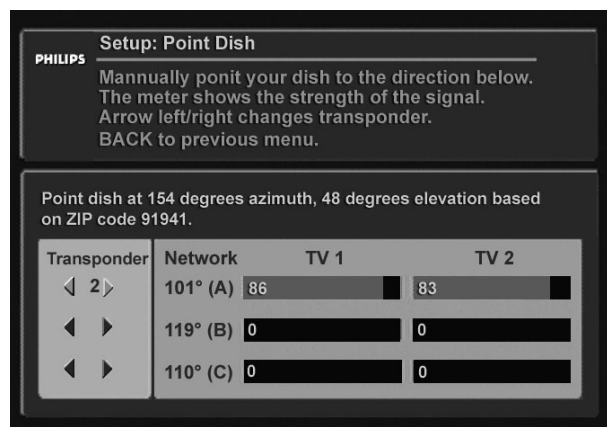 PHILIPS
Setup: Point Dish
Mannually ponit your dish to the direction below.
The meter shows the strength of the signal.
Arrow left/right changes transponder.
BACK to previous menu.
Point dish at 154 degrees azimuth, 48 degrees elevation based
on ZIP code 91941.
Transponder Network TV 1 TV 2
2 101° (A) 86 83
119° (B) 0 0
110° (C) 0 0